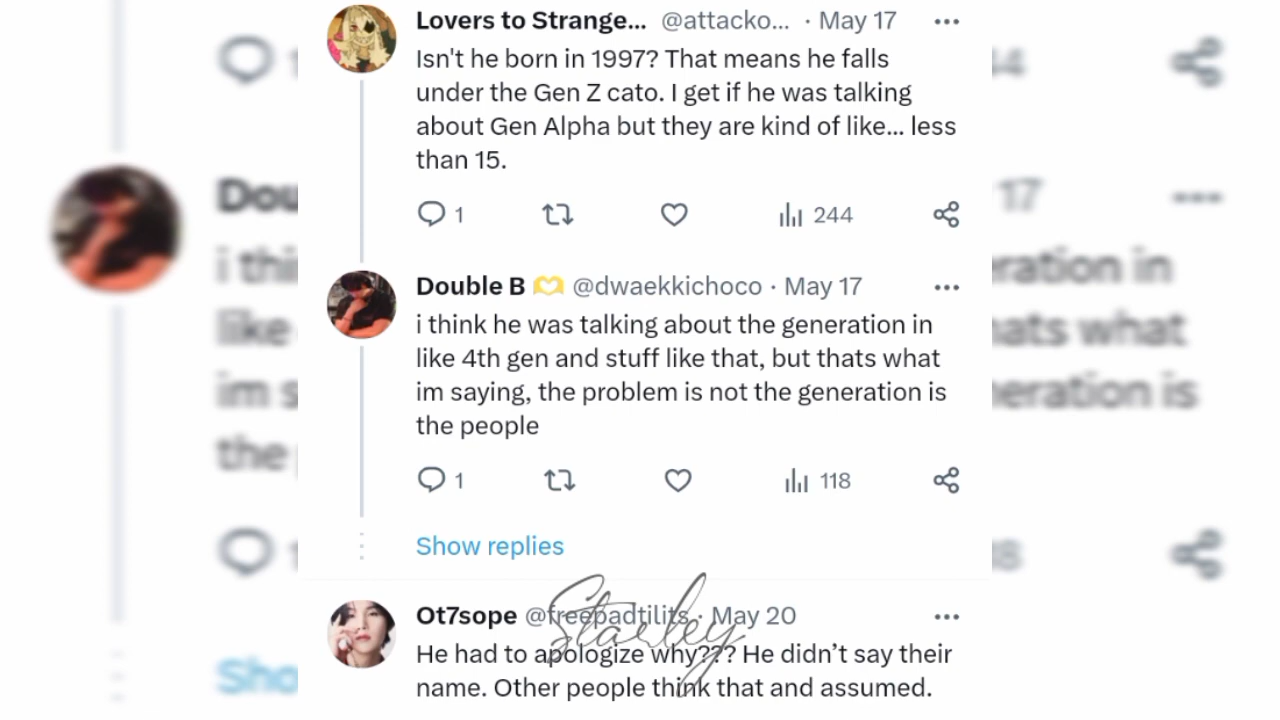 Lovers to Strange... @attacko... · May 17
Isn't he born in 1997? That means he falls
under the Gen Z cato. I get if he was talking
about Gen Alpha but they are kind of like... less
than 15.
1 244
Double B 🫶 @dwaekkichoco · May 17
i think he was talking about the generation in
like 4th gen and stuff like that, but thats what
im saying, the problem is not the generation is
the people
1 118
Show replies
Ot7sope @freepadtilits · May 20
Starley
He had to apologize why??? He didn’t say their
name. Other people think that and assumed.